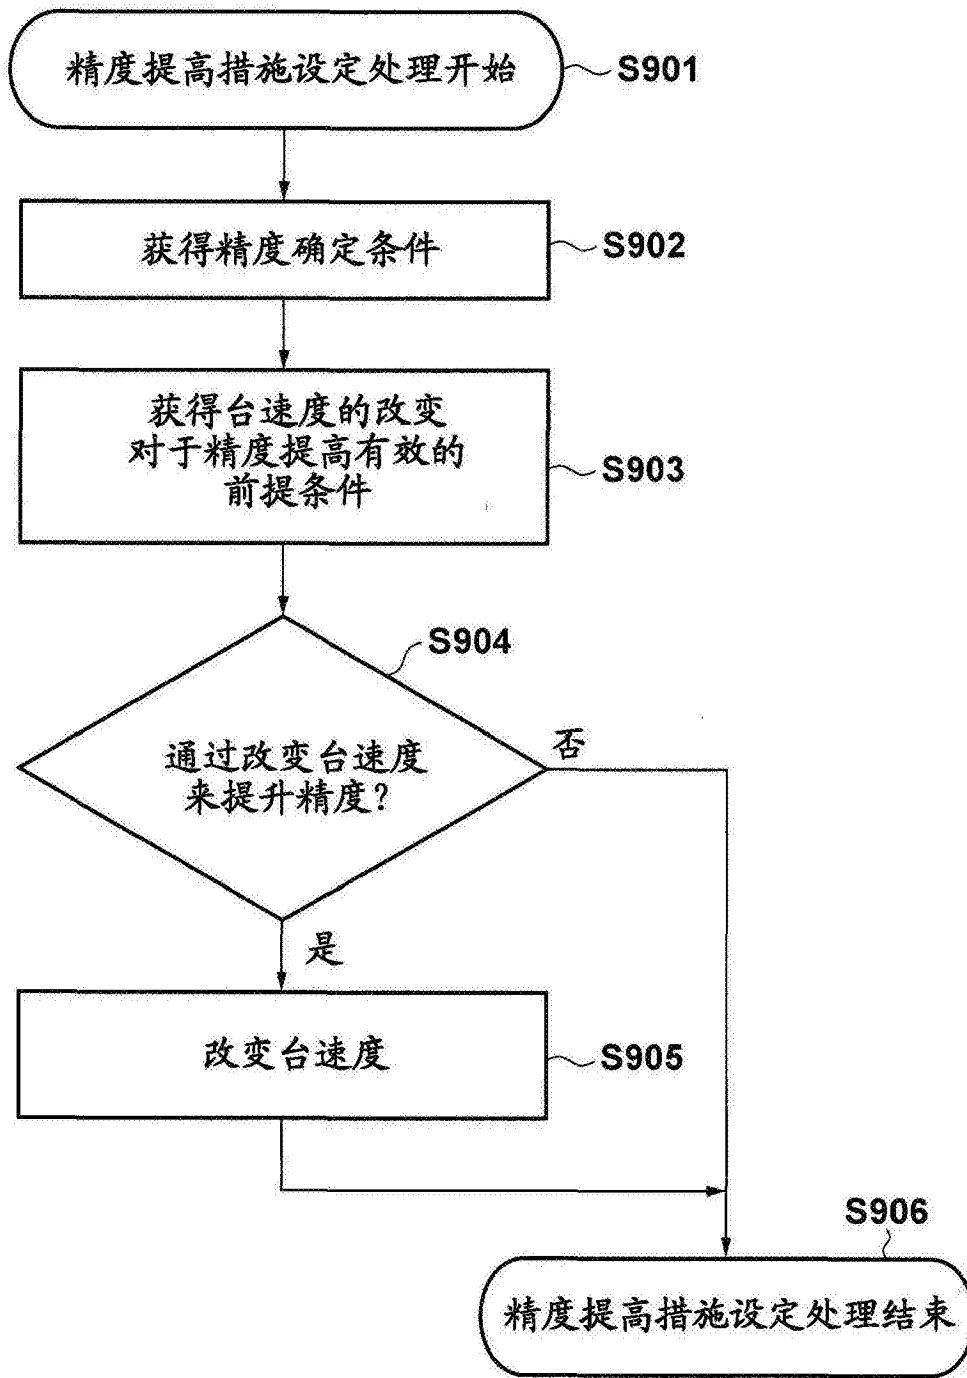 精度提高措施设定处理开始
S901
获得精度确定条件
S902
获得台速度的改变
对于精度提高有效的
前提条件
S903
S904
通过改变台速度
来提升精度?
否
是
改变台速度
S905
S906
精度提高措施设定处理结束